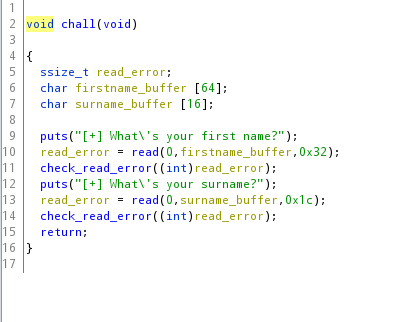 1
2 void chall(void)
3
4 {
5 ssize_t read_error;
6 char firstname_buffer [64];
7 char surname_buffer [16];
8
9 puts("[+] What\'s your first name?");
10 read_error = read(0,firstname_buffer,0x32);
11 check_read_error((int)read_error);
12 puts("[+] What\'s your surname?");
13 read_error = read(0,surname_buffer,0x1c);
14 check_read_error((int)read_error);
15 return;
16 }
17